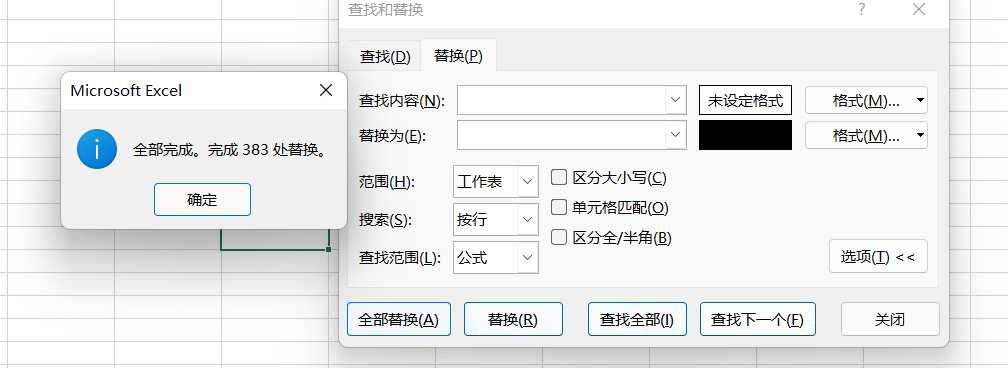 查找和替换
查找(D)
替换(P)
Microsoft Excel
全部完成。完成 383 处替换。
确定
查找内容(N):
未设定格式
格式(M)...
替换为(E):
格式(M)...
范围(H):
工作表
区分大小写(C)
单元格匹配(O)
搜索(S):
按行
区分全/半角(B)
查找范围(L):
公式
选项(T) <<
全部替换(A)
替换(R)
查找全部(I)
查找下一个(F)
关闭